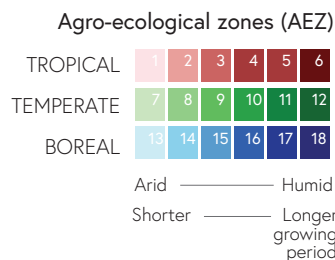 Agro-ecological zones (AEZ)
TROPICAL 1 2 3 4 5 6
TEMPERATE 7 8 9 10 11 12
BOREAL 13 14 15 16 17 18
Arid Humid
Shorter Longer
growing
period